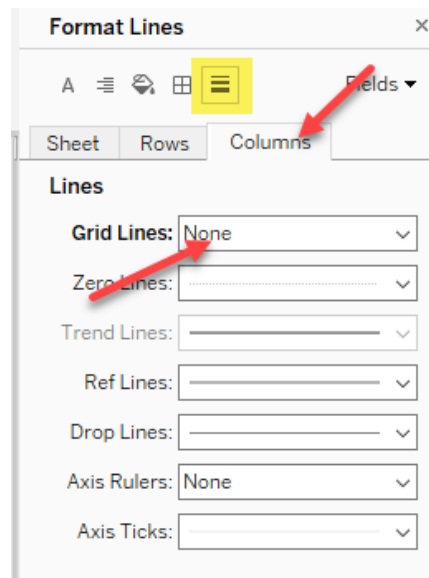 Format Lines
A Fields
Sheet Rows Columns
Lines
Grid Lines: None
Zero Lines:
Trend Lines:
Ref Lines:
Drop Lines:
Axis Rulers: None
Axis Ticks: